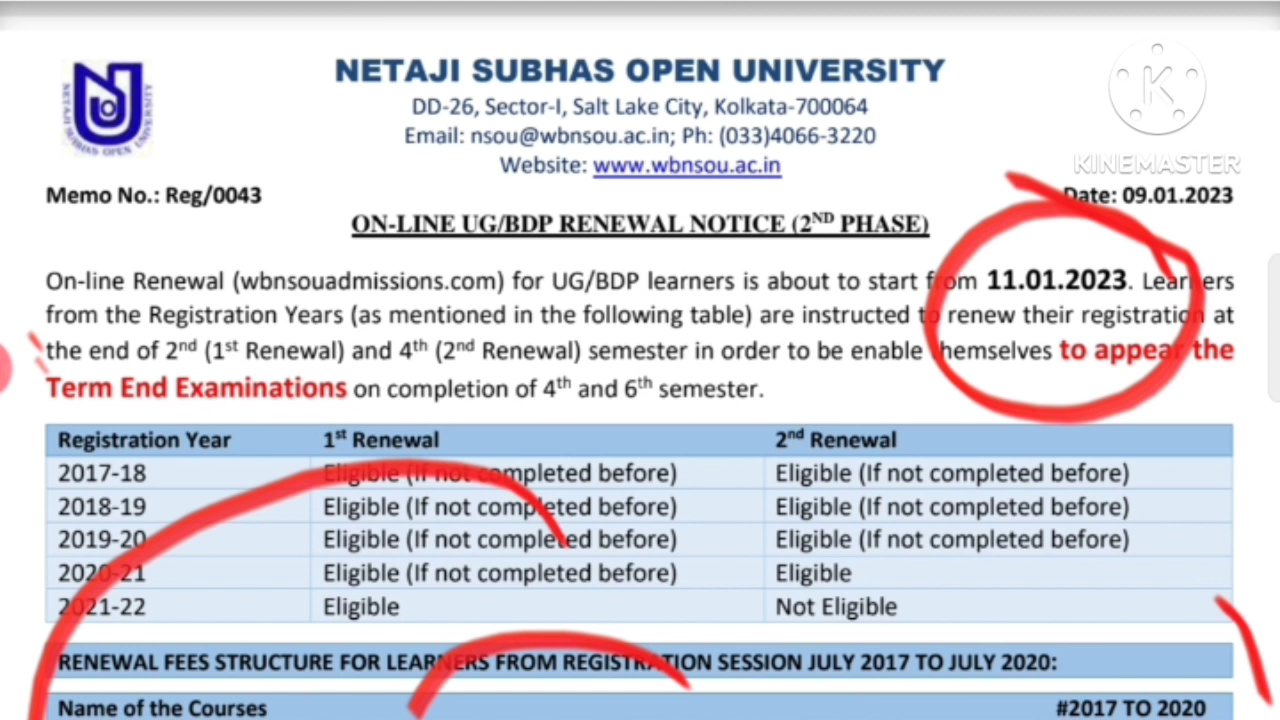 NETAJI SUBHAS OPEN UNIVERSITY
DD-26, Sector-I, Salt Lake City, Kolkata-700064
Email: nsou@wbnsou.ac.in; Ph: (033)4066-3220
Website: www.wbnsou.ac.in
NETAJI SUBHAS OPEN UNIVERSITY
K
KINEMASTER
Memo No.: Reg/0043 Date: 09.01.2023
ON-LINE UG/BDP RENEWAL NOTICE (2ND PHASE)
On-line Renewal (wbnsouadmissions.com) for UG/BDP learners is about to start from 11.01.2023. Learners
from the Registration Years (as mentioned in the following table) are instructed to renew their registration at
the end of 2nd (1st Renewal) and 4th (2nd Renewal) semester in order to be enable themselves to appear the
Term End Examinations on completion of 4th and 6th semester.
Registration Year 1st Renewal 2nd Renewal
2017-18 Eligible (If not completed before) Eligible (If not completed before)
2018-19 Eligible (If not completed before) Eligible (If not completed before)
2019-20 Eligible (If not completed before) Eligible (If not completed before)
2020-21 Eligible (If not completed before) Eligible
2021-22 Eligible Not Eligible
RENEWAL FEES STRUCTURE FOR LEARNERS FROM REGISTRATION SESSION JULY 2017 TO JULY 2020:
Name of the Courses #2017 TO 2020